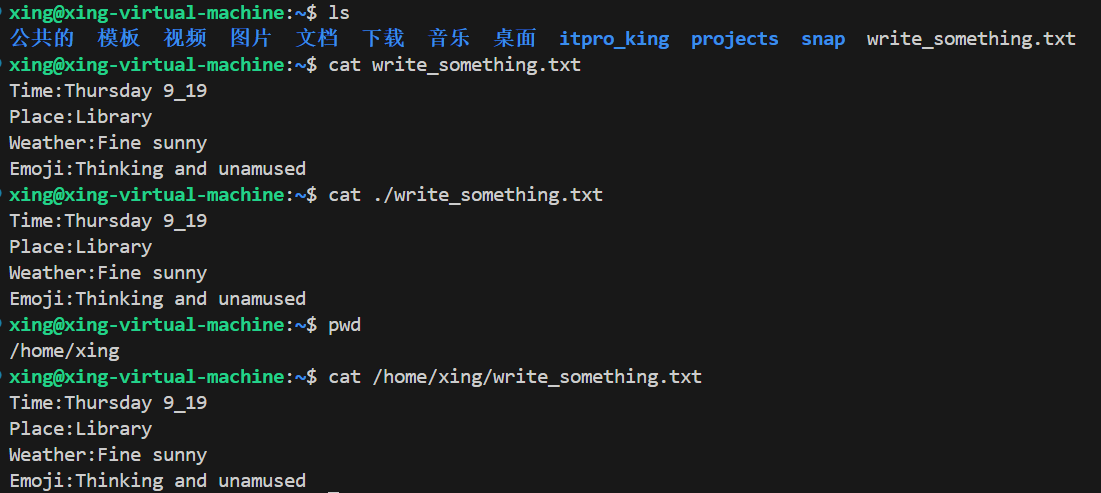 xing@xing-virtual-machine:~$ ls
公共的 模板 视频 图片 文档 下载 音乐 桌面 itpro_king projects snap write_something.txt
xing@xing-virtual-machine:~$ cat write_something.txt
Time:Thursday 9_19
Place:Library
Weather:Fine sunny
Emoji:Thinking and unamused
xing@xing-virtual-machine:~$ cat ./write_something.txt
Time:Thursday 9_19
Place:Library
Weather:Fine sunny
Emoji:Thinking and unamused
xing@xing-virtual-machine:~$ pwd
/home/xing
xing@xing-virtual-machine:~$ cat /home/xing/write_something.txt
Time:Thursday 9_19
Place:Library
Weather:Fine sunny
Emoji:Thinking and unamused